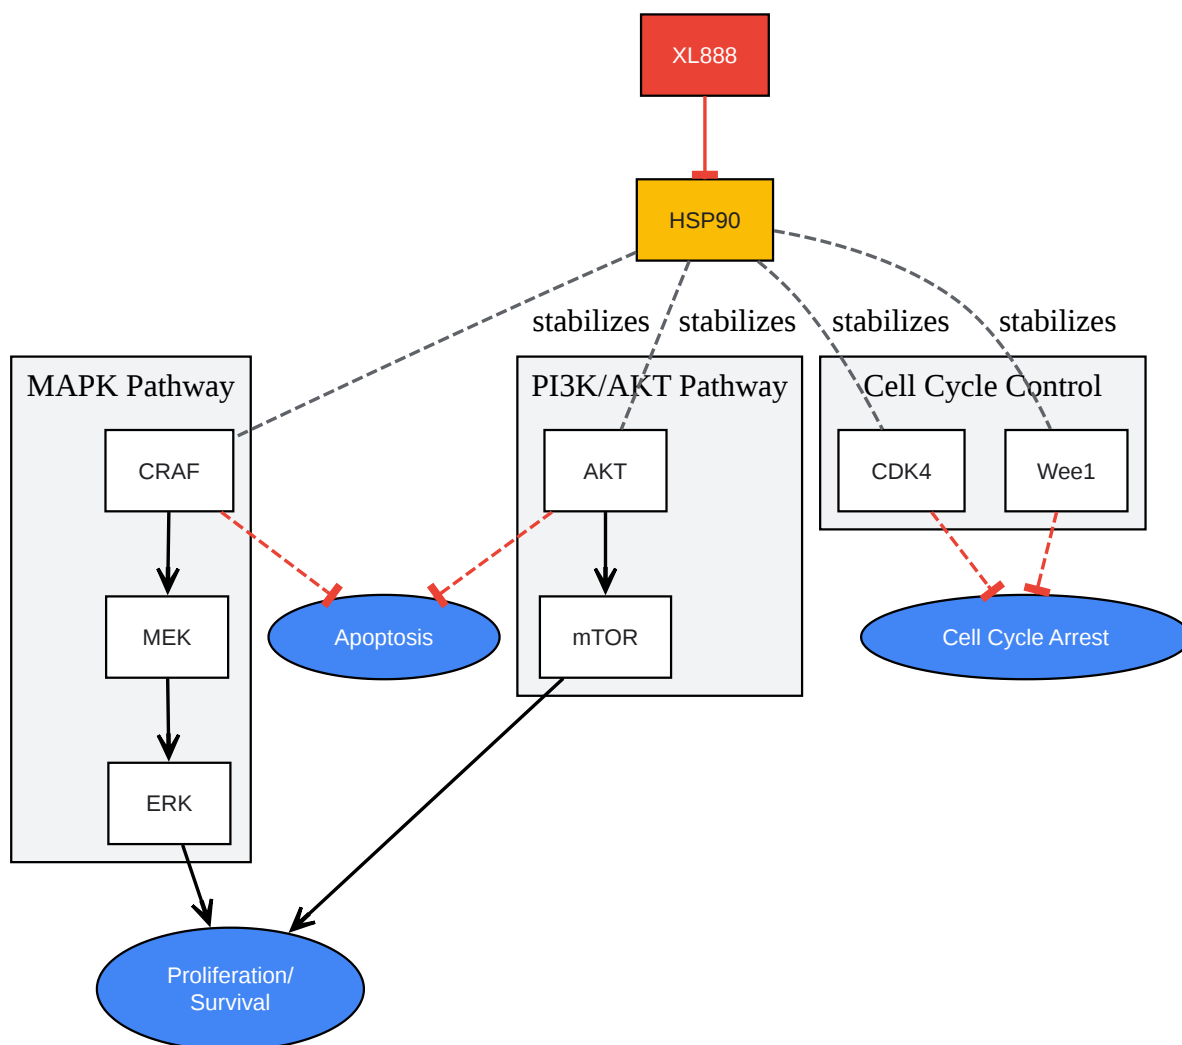 XL888
HSP90
stabilizes
stabilizes
stabilizes
stabilizes
MAPK Pathway
PI3K/AKT Pathway
Cell Cycle Control
CRAF
AKT
CDK4
Wee1
MEK
Apoptosis
mTOR
Cell Cycle Arrest
ERK
Proliferation/
Survival